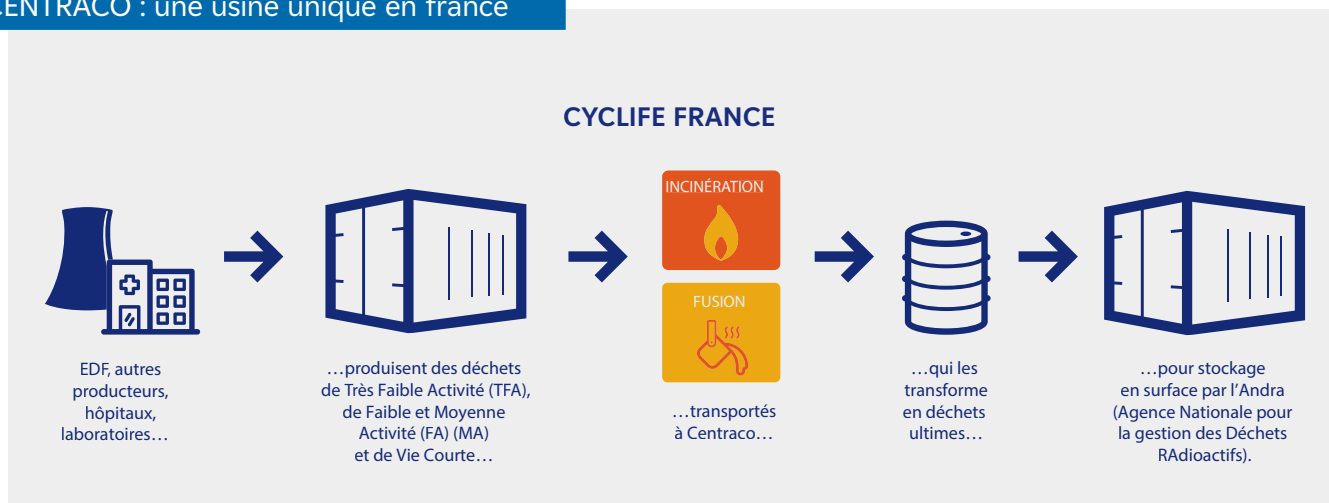 CENTRACO : une usine unique en france
CYCLIFE FRANCE
INCINÉRATION
FUSION
EDF, autres
producteurs,
hôpitaux,
laboratoires…
…produisent des déchets
de Très Faible Activité (TFA),
de Faible et Moyenne
Activité (FA) (MA)
et de Vie Courte…
…transportés
à Centraco…
…qui les
transforme
en déchets
ultimes…
…pour stockage
en surface par l’Andra
(Agence Nationale pour
la gestion des Déchets
RAdioactifs).